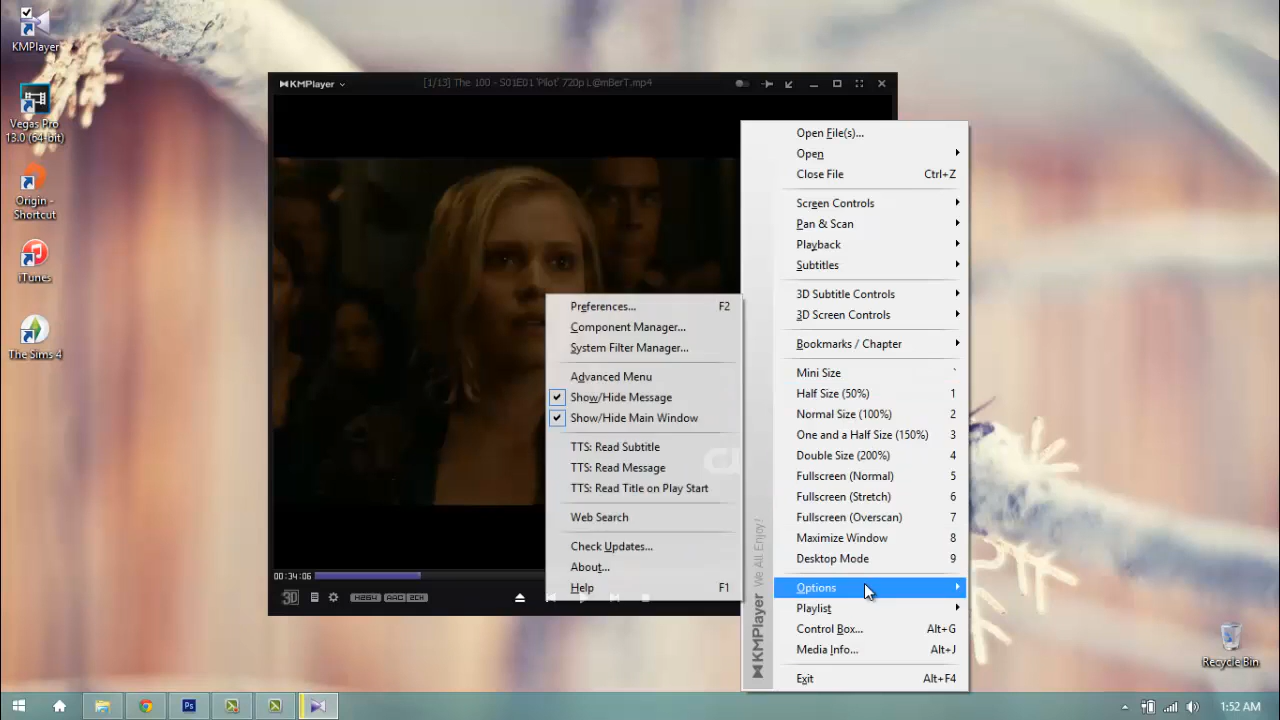 KMPlayer
Vegas Pro
13.0 (64-bit)
Origin -
Shortcut
iTunes
The Sims 4
KMPlayer
[1/13] The 100 - S01E01 'Pilot' 720p L@mBerT.mp4
Open File(s)...
Open
Close File Ctrl+Z
Screen Controls
Pan & Scan
Playback
Subtitles
3D Subtitle Controls
3D Screen Controls
Bookmarks / Chapter
Mini Size `
Half Size (50%) 1
Normal Size (100%) 2
One and a Half Size (150%) 3
Double Size (200%) 4
Fullscreen (Normal) 5
Fullscreen (Stretch) 6
Fullscreen (Overscan) 7
Maximize Window 8
Desktop Mode 9
Options
Playlist
Control Box... Alt+G
Media Info... Alt+J
Exit Alt+F4
KMPlayer We All Enjoy!
Preferences... F2
Component Manager...
System Filter Manager...
Advanced Menu
Show/Hide Message
Show/Hide Main Window
TTS: Read Subtitle
TTS: Read Message
TTS: Read Title on Play Start
Web Search
Check Updates...
About...
Help F1
00:34:06
3D H264 AAC 2CH
Recycle Bin
Ps
1:52 AM